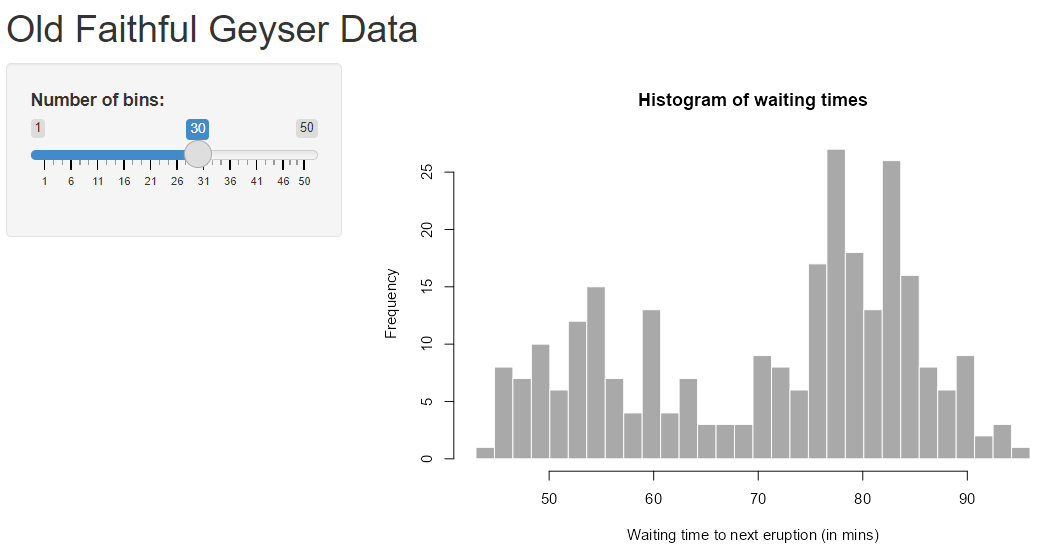 Old Faithful Geyser Data
Number of bins:
1 30 50
1 6 11 16 21 26 31 36 41 46 50
Histogram of waiting times
Frequency
25
20
15
10
5
0
50 60 70 80 90
Waiting time to next eruption (in mins)